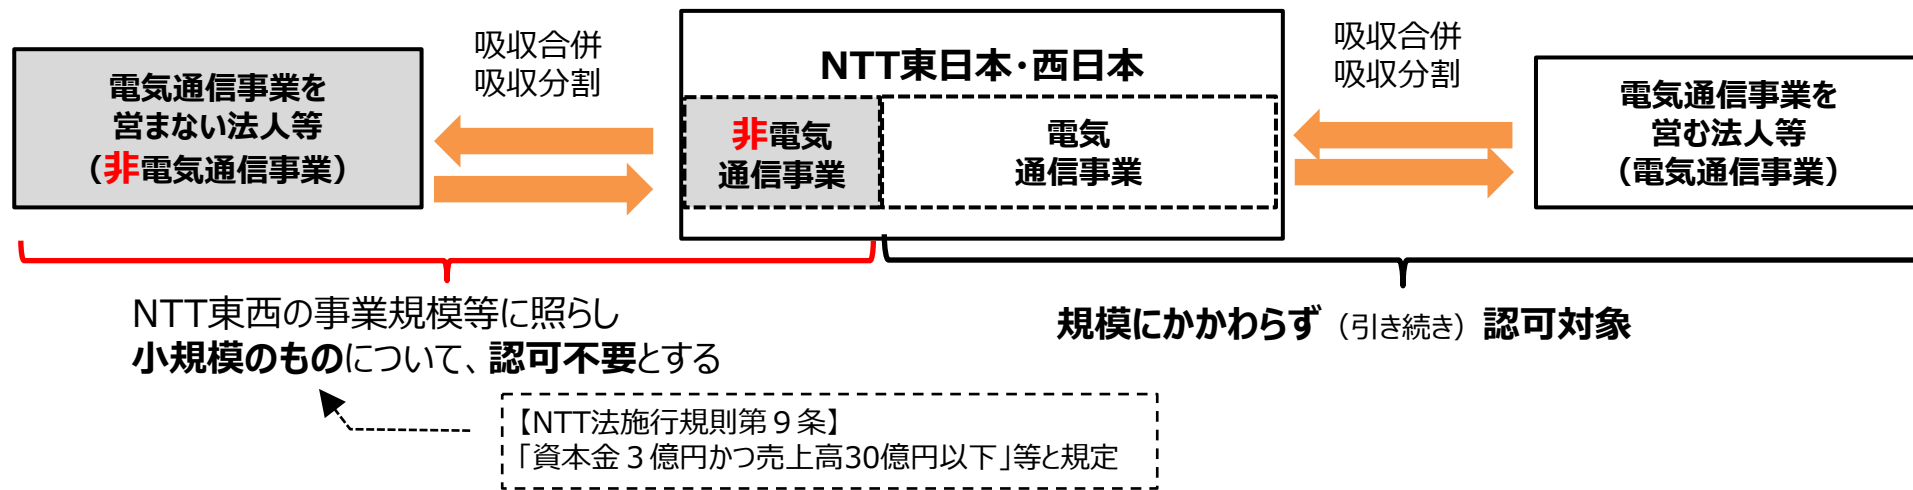 電気通信事業を
営まない法人等
（非電気通信事業）
吸収合併
吸収分割
NTT東日本・西日本
非電気
通信事業
電気
通信事業
吸収合併
吸収分割
電気通信事業を
営む法人等
（電気通信事業）
NTT東西の事業規模等に照らし
小規模のものについて、認可不要とする
規模にかかわらず（引き続き）認可対象
【NTT法施行規則第９条】
「資本金３億円かつ売上高30億円以下」等と規定